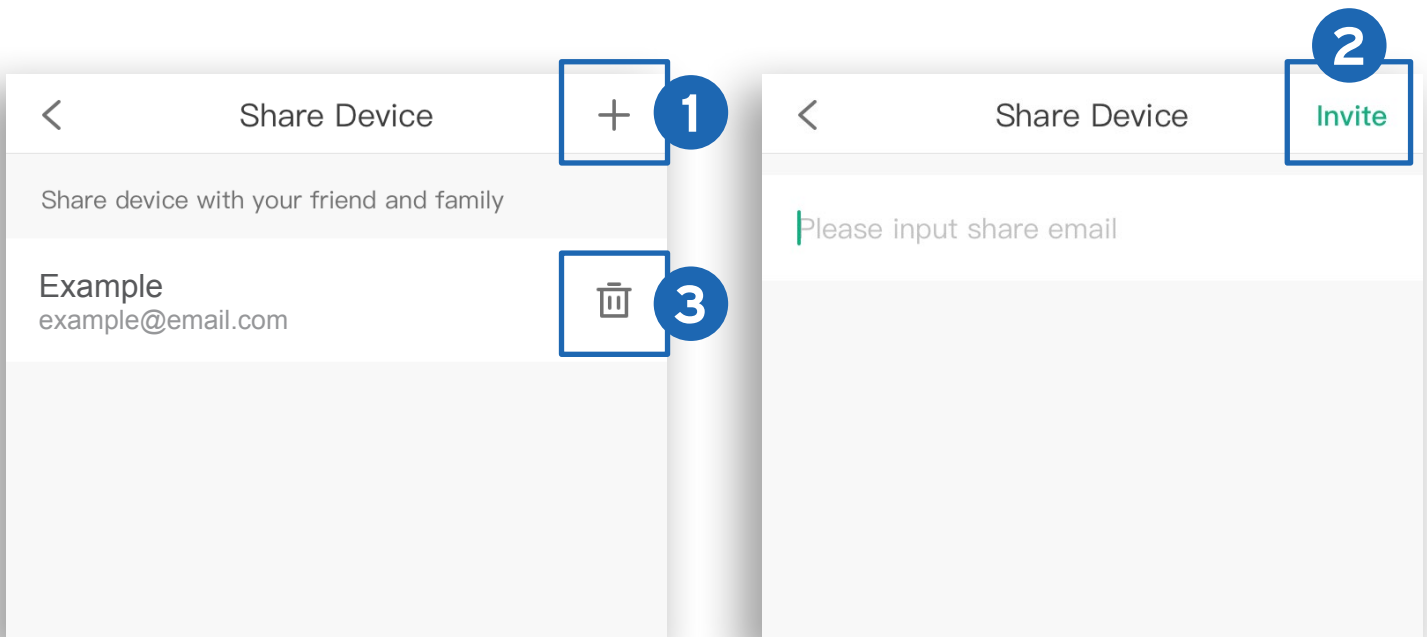 Share Device
1
Share device with your friend and family
Example
example@email.com
3
2
Share Device
Invite
Please input share email